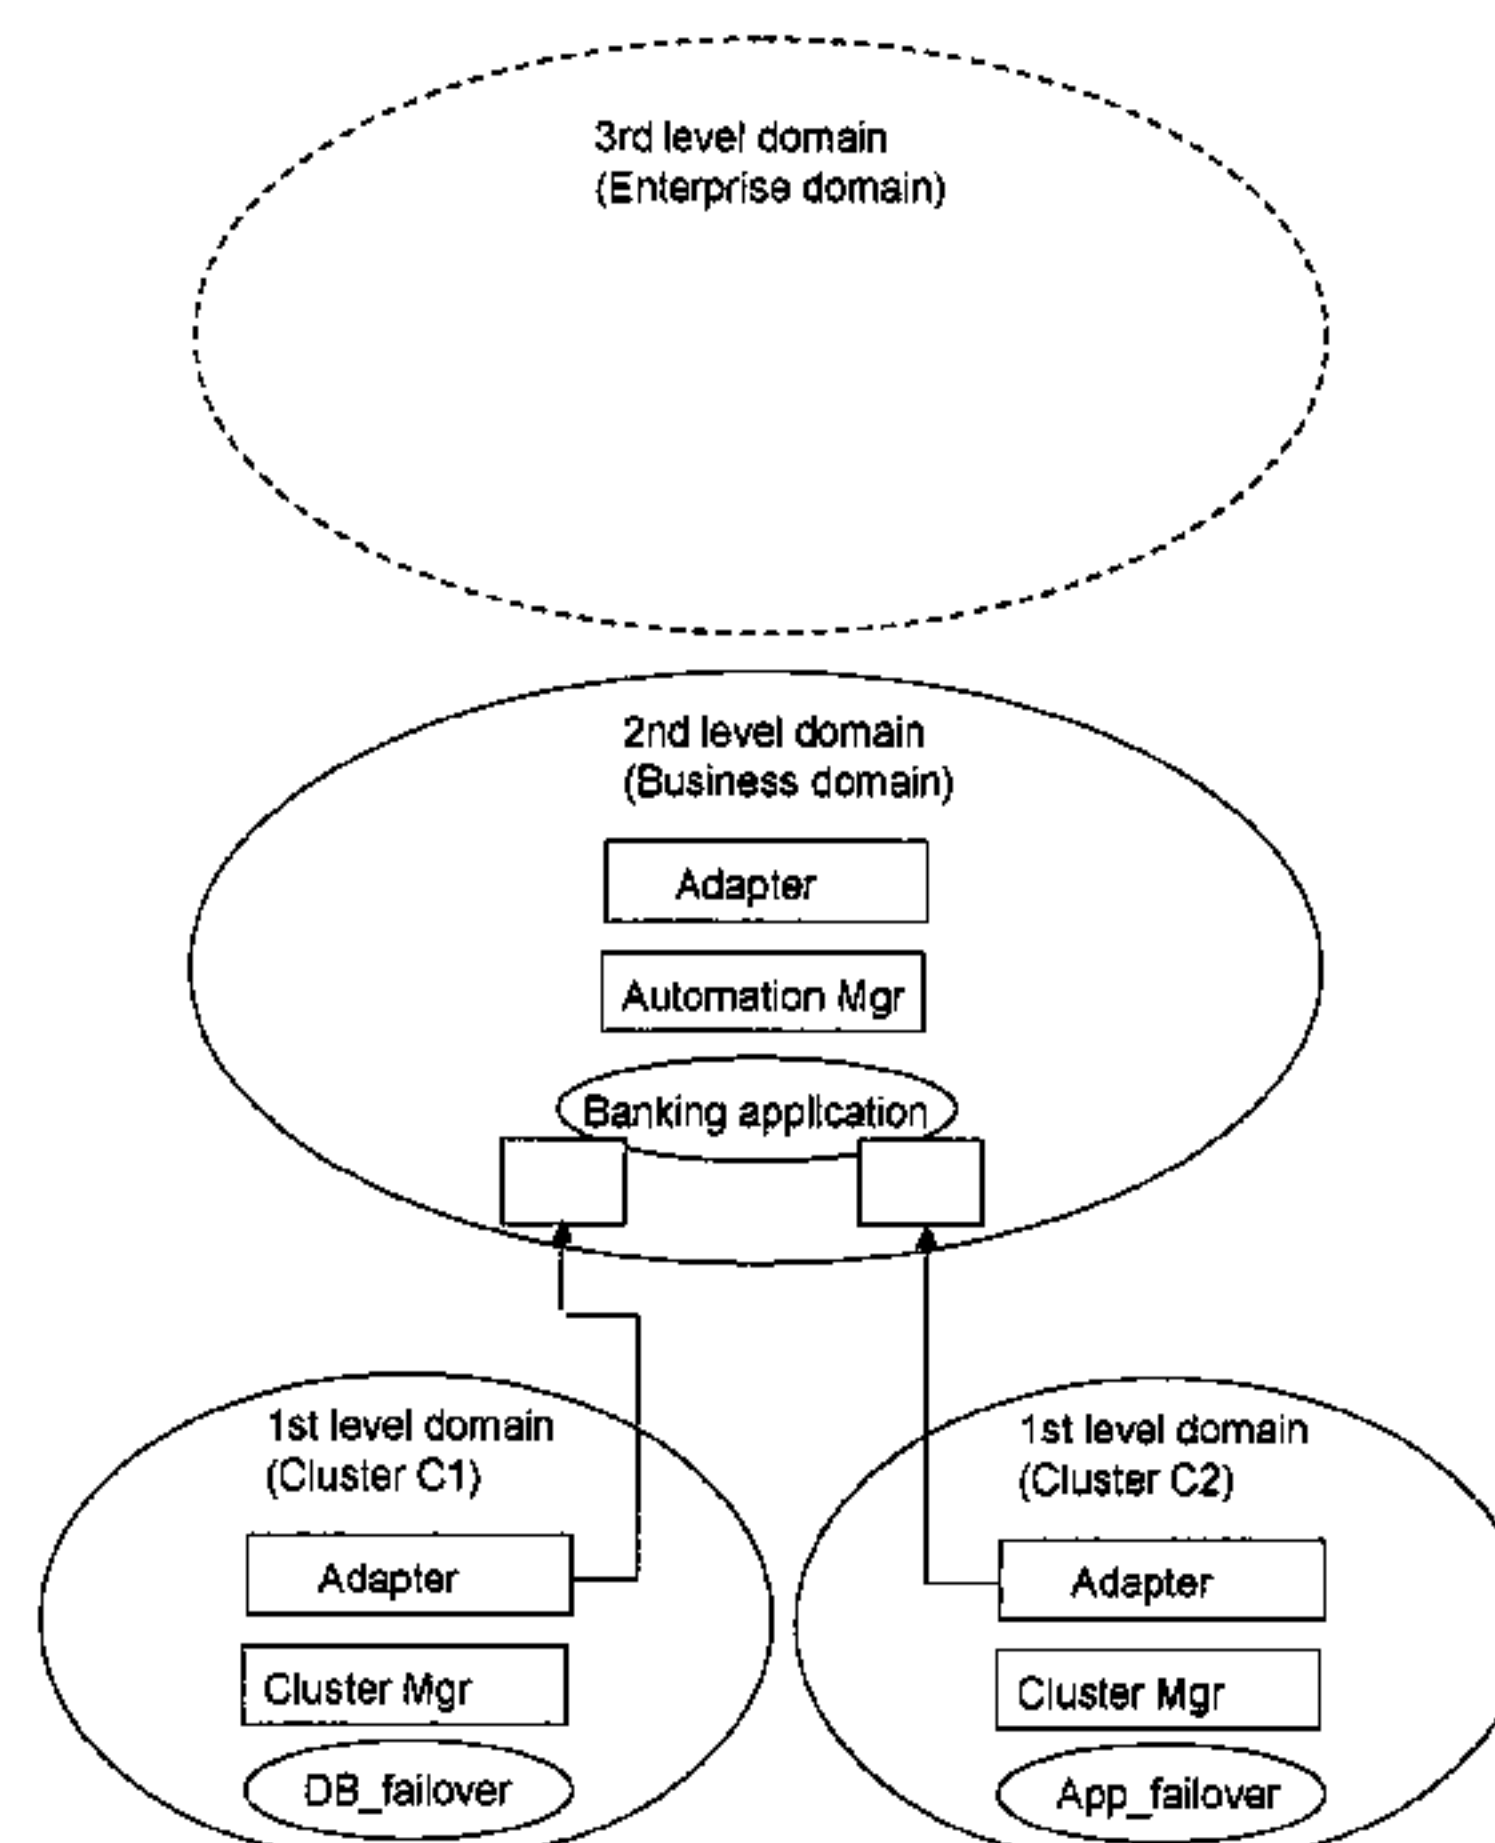 3rd level domain
(Enterprise domain)
2nd level domain
(Business domain)
Adapter
Automation Mgr
Banking application
1st level domain
(Cluster C1)
Adapter
Cluster Mgr
DB_failover
1st level domain
(Cluster C2)
Adapter
Cluster Mgr
App_failover